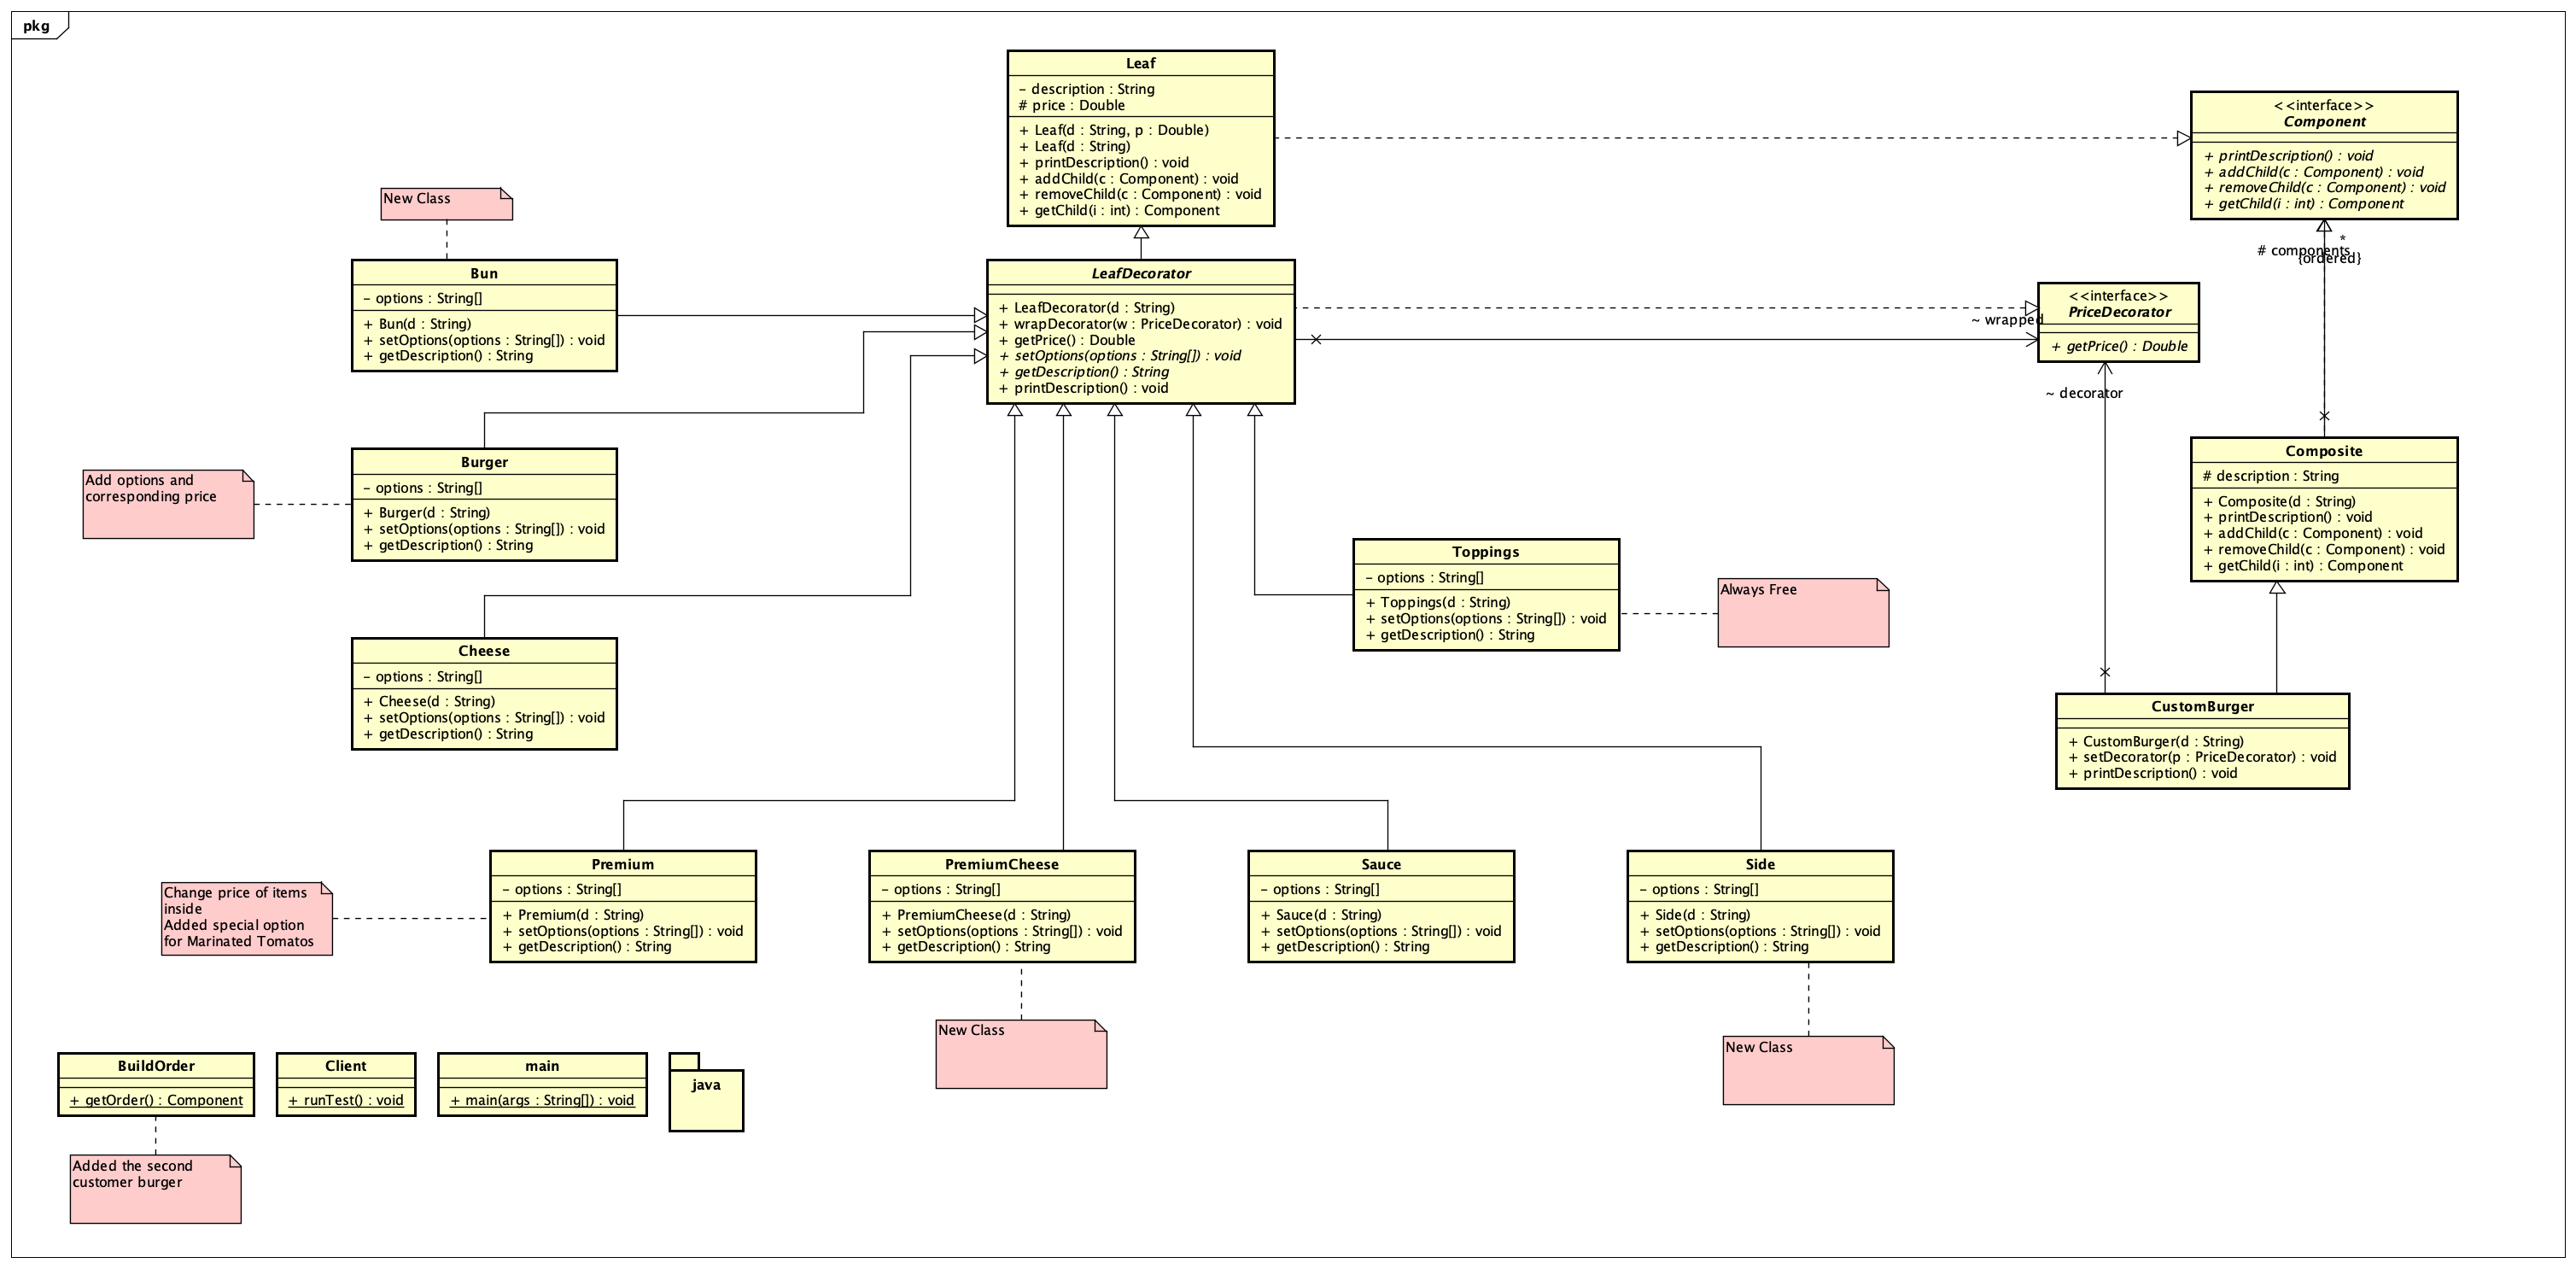 pkg
Leaf
– description : String
# price : Double
+ Leaf(d : String, p : Double)
+ Leaf(d : String)
+ printDescription() : void
+ addChild(c : Component) : void
+ removeChild(c : Component) : void
+ getChild(i : int) : Component
<<interface>>
Component
+ printDescription() : void
+ addChild(c : Component) : void
+ removeChild(c : Component) : void
+ getChild(i : int) : Component
New Class
Bun
– options : String[]
+ Bun(d : String)
+ setOptions(options : String[]) : void
+ getDescription() : String
LeafDecorator
+ LeafDecorator(d : String)
+ wrapDecorator(w : PriceDecorator) : void
+ getPrice() : Double
+ setOptions(options : String[]) : void
+ getDescription() : String
+ printDescription() : void
~ wrapped
<<interface>>
PriceDecorator
+ getPrice() : Double
*
# components
{ordered}
~ decorator
Add options and
corresponding price
Burger
– options : String[]
+ Burger(d : String)
+ setOptions(options : String[]) : void
+ getDescription() : String
Composite
# description : String
+ Composite(d : String)
+ printDescription() : void
+ addChild(c : Component) : void
+ removeChild(c : Component) : void
+ getChild(i : int) : Component
Toppings
– options : String[]
+ Toppings(d : String)
+ setOptions(options : String[]) : void
+ getDescription() : String
Always Free
Cheese
– options : String[]
+ Cheese(d : String)
+ setOptions(options : String[]) : void
+ getDescription() : String
CustomBurger
+ CustomBurger(d : String)
+ setDecorator(p : PriceDecorator) : void
+ printDescription() : void
Change price of items
inside
Added special option
for Marinated Tomatos
Premium
– options : String[]
+ Premium(d : String)
+ setOptions(options : String[]) : void
+ getDescription() : String
PremiumCheese
– options : String[]
+ PremiumCheese(d : String)
+ setOptions(options : String[]) : void
+ getDescription() : String
Sauce
– options : String[]
+ Sauce(d : String)
+ setOptions(options : String[]) : void
+ getDescription() : String
Side
– options : String[]
+ Side(d : String)
+ setOptions(options : String[]) : void
+ getDescription() : String
New Class
New Class
BuildOrder
+ getOrder() : Component
Client
+ runTest() : void
main
+ main(args : String[]) : void
java
Added the second
customer burger